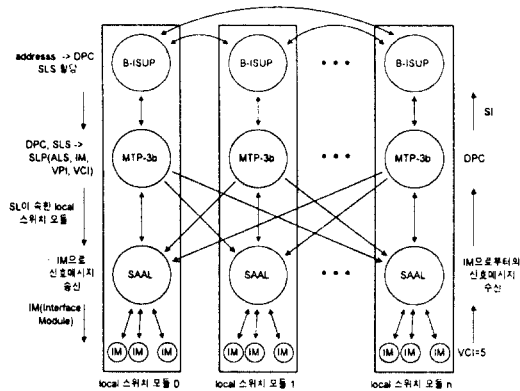 addresss -> DPC
SLS 할당
DPC, SLS ->
SLP(ALS, IM,
VPI, VCI)
SL이 속한 local
스위치 모듈
IM으로
신호메시지
송신
IM(Interface
Module)
B-ISUP
MTP-3b
SAAL
IM
IM
IM
local 스위치 모듈 0
B-ISUP
MTP-3b
SAAL
IM
IM
IM
local 스위치 모듈 1
B-ISUP
MTP-3b
SAAL
IM
IM
IM
local 스위치 모듈 n
SI
DPC
IM으로부터의
신호메시지
수신
VCI=5